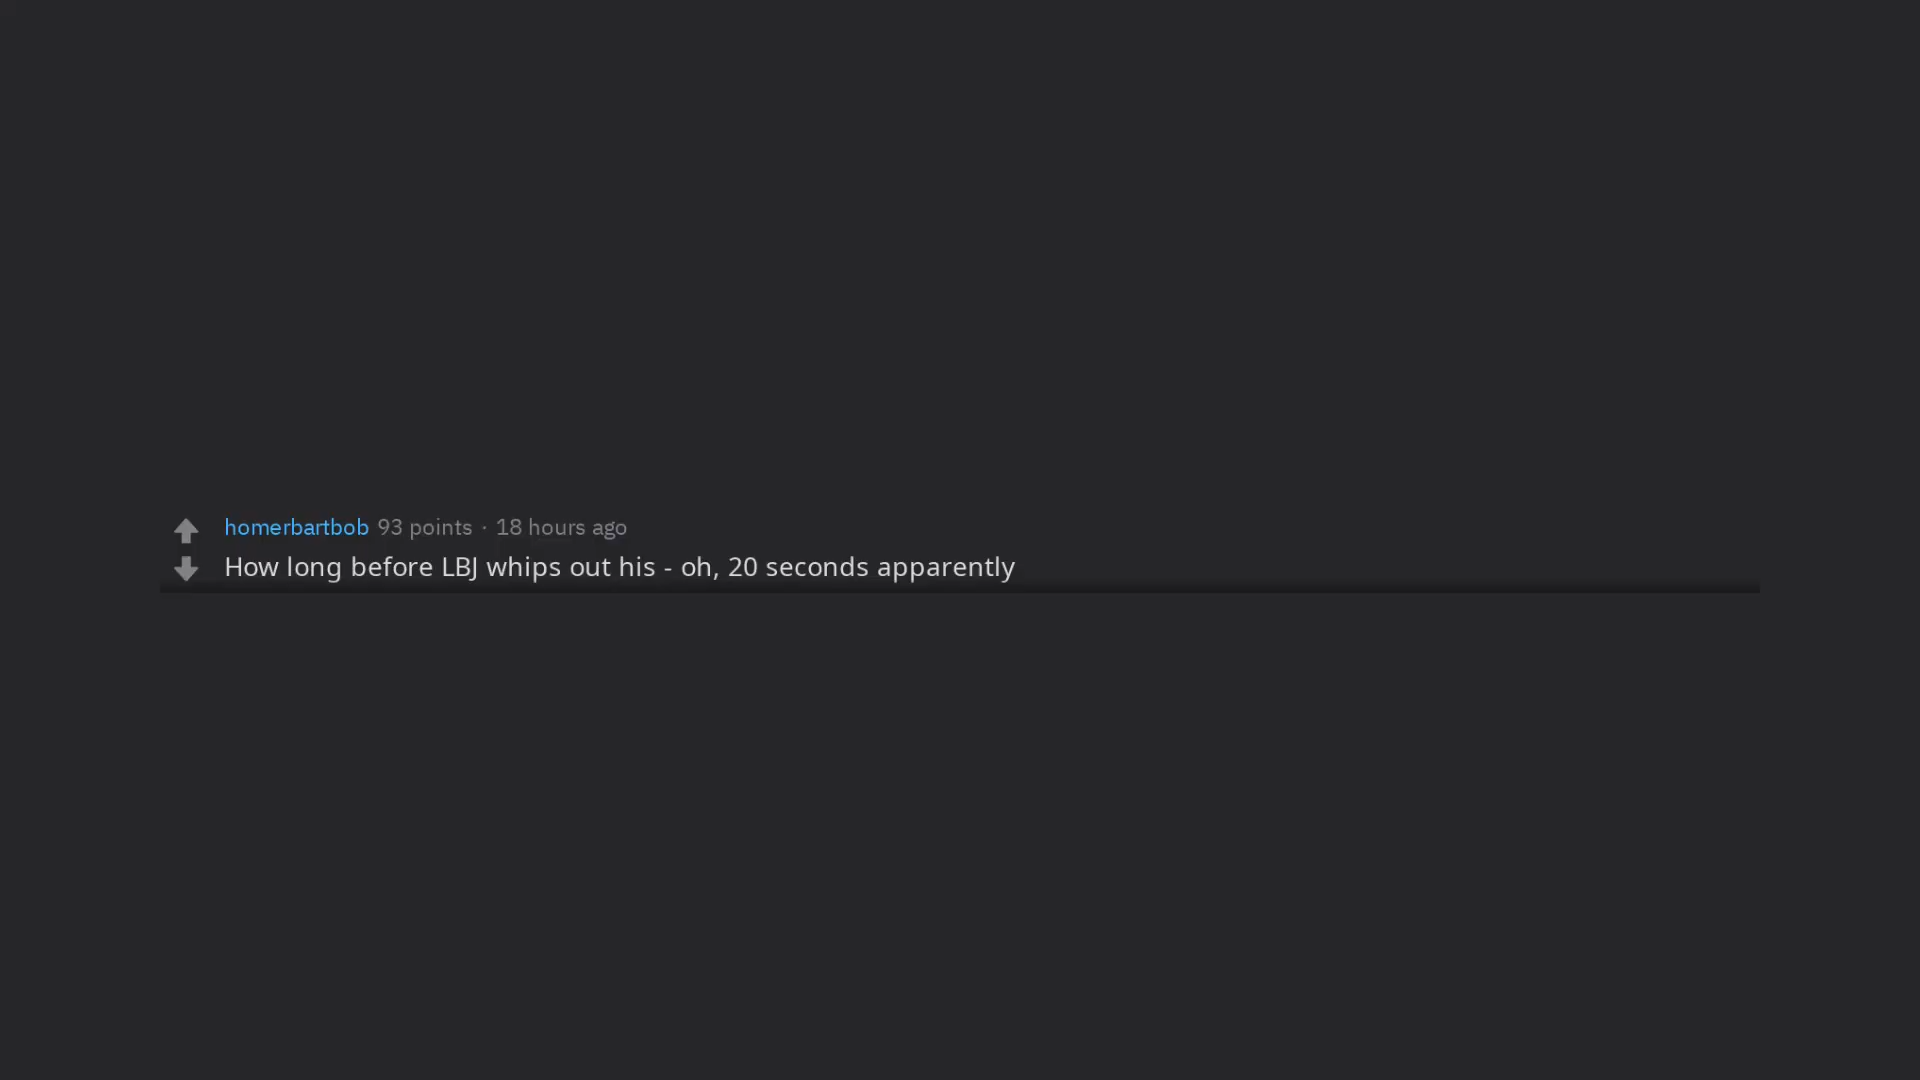 homerbartbob 93 points · 18 hours ago
How long before LBJ whips out his - oh, 20 seconds apparently